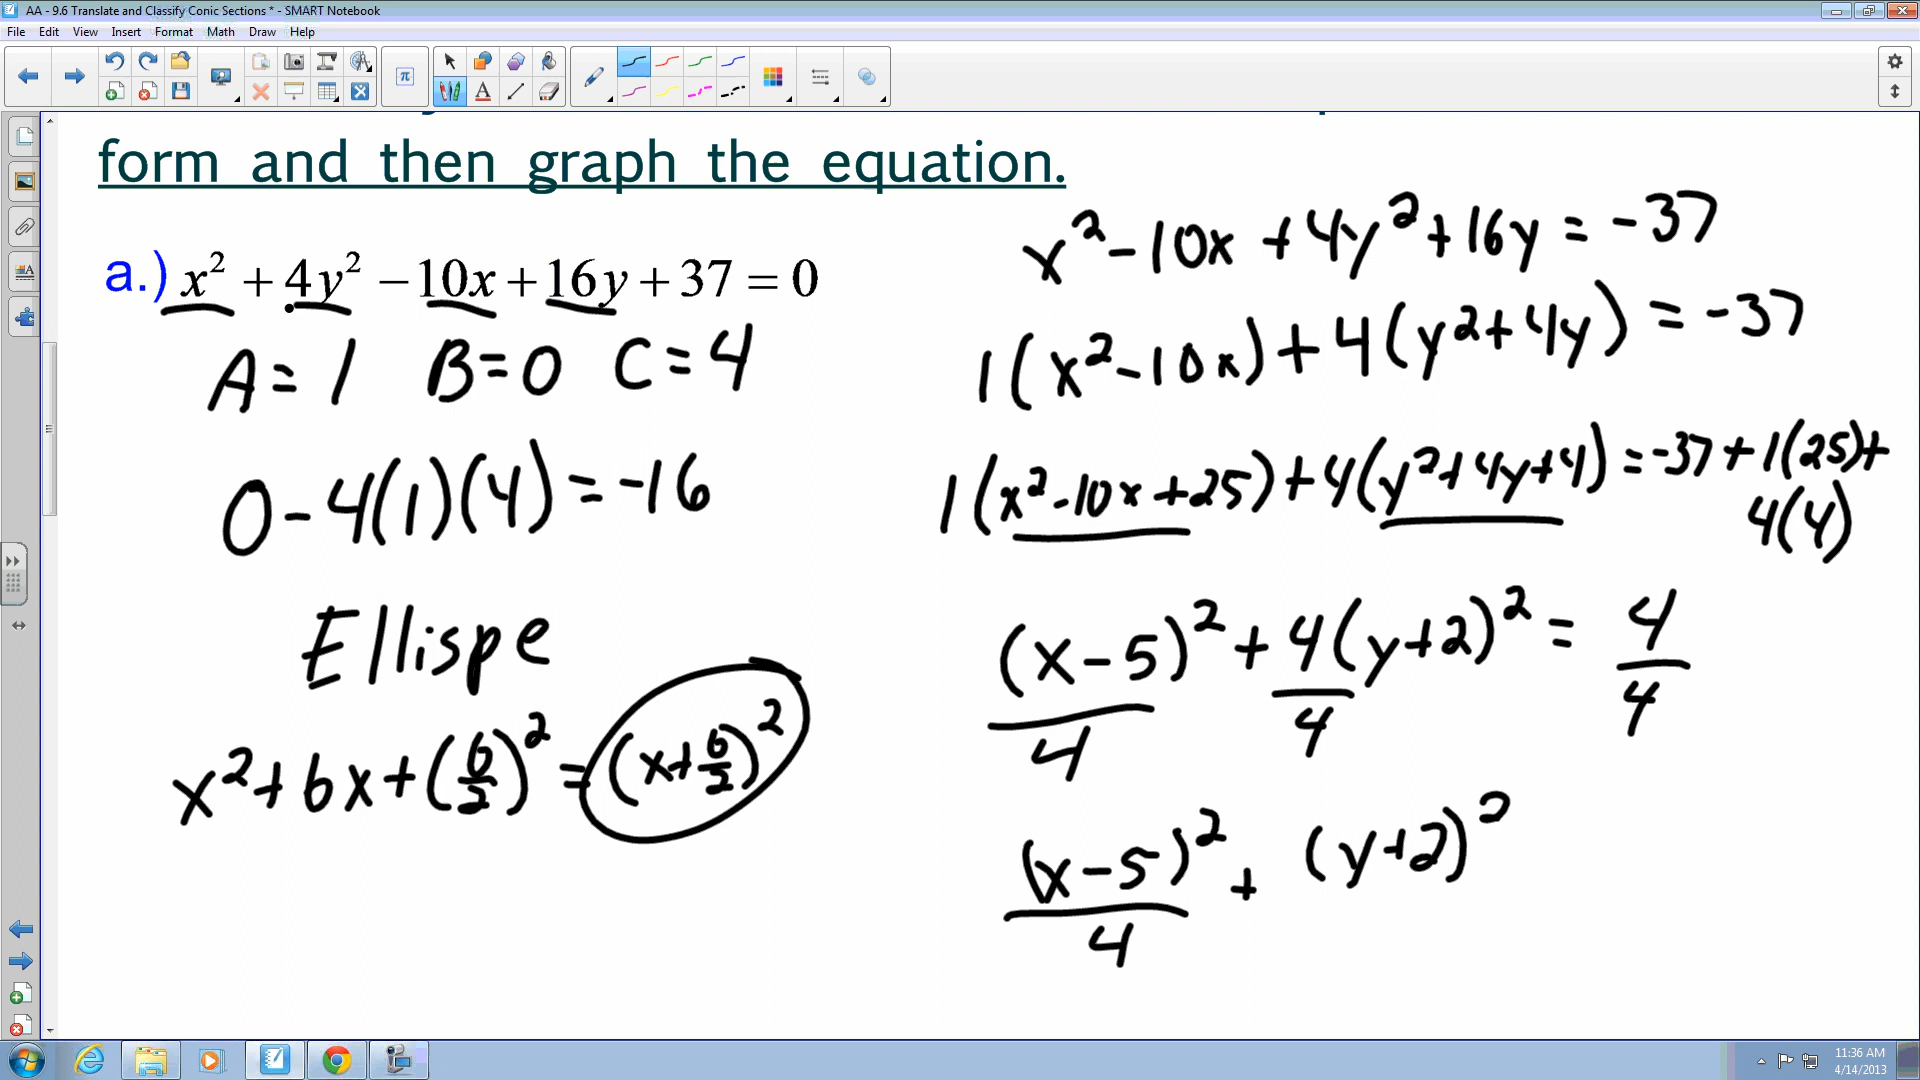 AA - 9.6 Translate and Classify Conic Sections * - SMART Notebook
File Edit View Insert Format Math Draw Help
form and then graph the equation.
a.) x² + 4y² − 10x + 16y + 37 = 0
A = 1 B = 0 C = 4
0 − 4(1)(4) = −16
Ellispe
x² + 6x + (6/2)² = (x + 6/2)²
x² − 10x + 4y² + 16y = −37
1(x² − 10x) + 4(y² + 4y) = −37
1(x² − 10x + 25) + 4(y² + 4y + 4) = −37 + 1(25) +
4(4)
(x − 5)² + 4(y + 2)² = 4
4 4 4
(x − 5)² + (y + 2)²
4
11:36 AM
4/14/2013